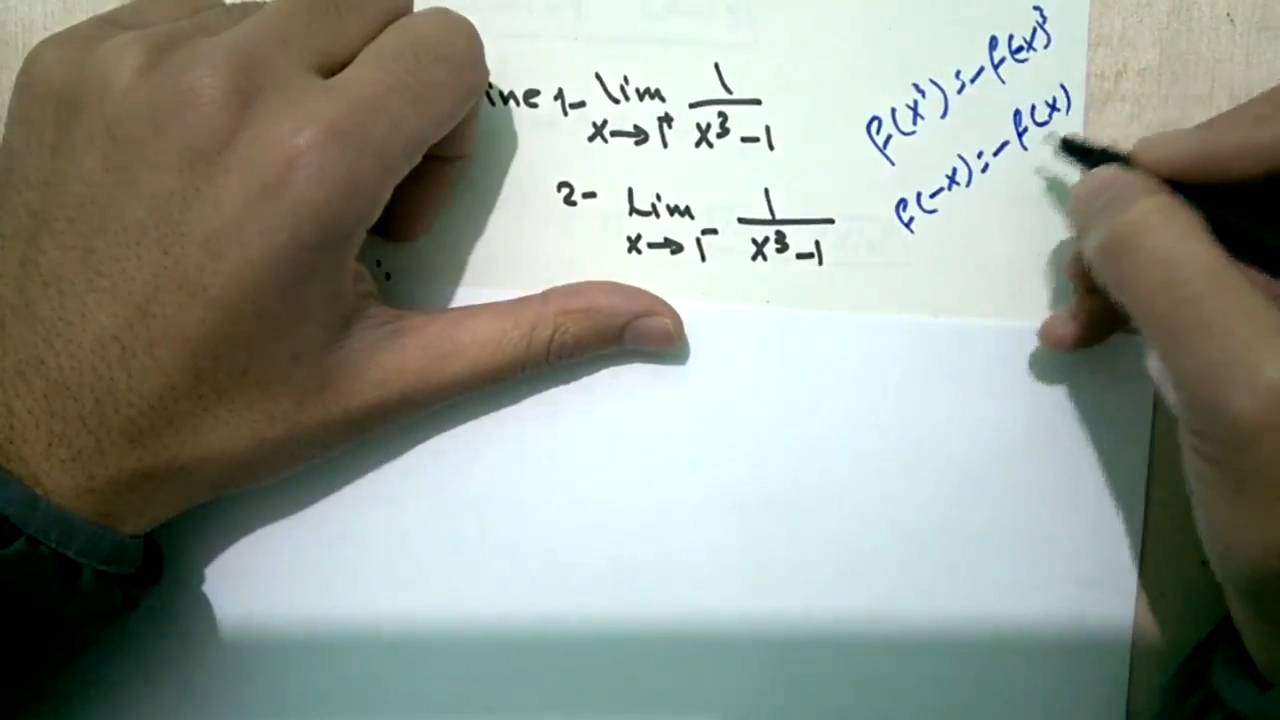 ine 1- lim x→1⁺ 1/(x³-1)
2- Lim x→1⁻ 1/(x³-1)
f(x³) = -f(-x)³
f(-x) = -f(x)